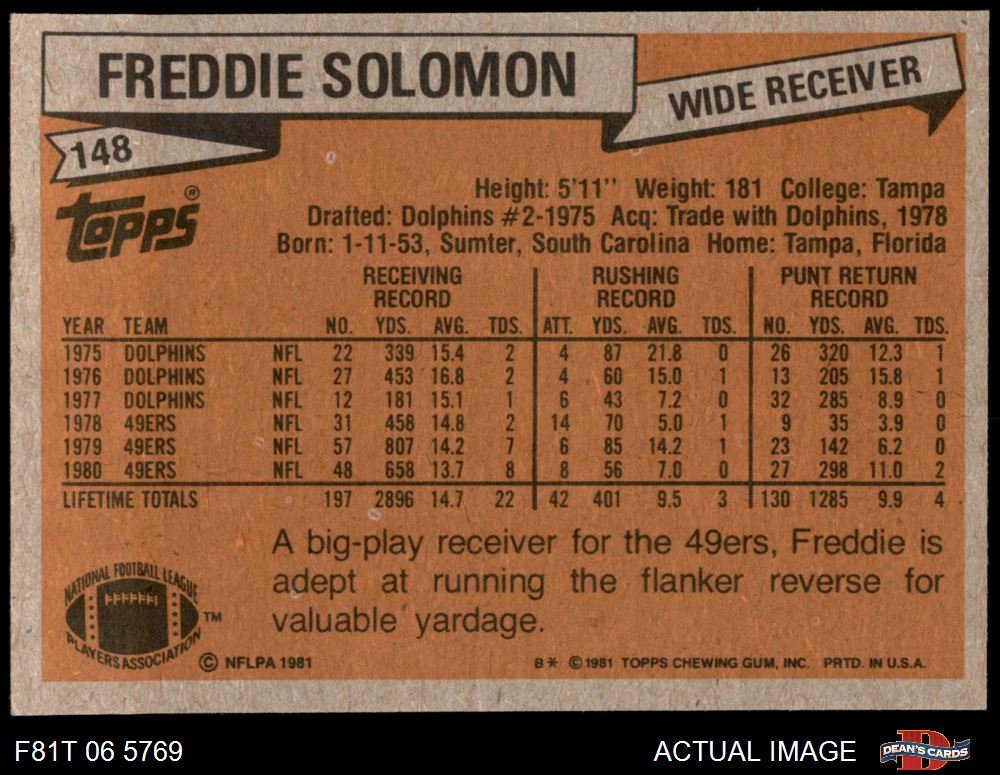 FREDDIE SOLOMON
WIDE RECEIVER
148
topps®
Height: 5'11'' Weight: 181 College: Tampa
Drafted: Dolphins #2-1975 Acq: Trade with Dolphins, 1978
Born: 1-11-53, Sumter, South Carolina Home: Tampa, Florida
RECEIVING RECORD RUSHING RECORD PUNT RETURN RECORD
YEAR TEAM NO. YDS. AVG. TDS. ATT. YDS. AVG. TDS. NO. YDS. AVG. TDS.
1975 DOLPHINS NFL 22 339 15.4 2 4 87 21.8 0 26 320 12.3 1
1976 DOLPHINS NFL 27 453 16.8 2 4 60 15.0 1 13 205 15.8 1
1977 DOLPHINS NFL 12 181 15.1 1 6 43 7.2 0 32 285 8.9 0
1978 49ERS NFL 31 458 14.8 2 14 70 5.0 1 9 35 3.9 0
1979 49ERS NFL 57 807 14.2 7 6 85 14.2 1 23 142 6.2 0
1980 49ERS NFL 48 658 13.7 8 8 56 7.0 0 27 298 11.0 2
LIFETIME TOTALS 197 2896 14.7 22 42 401 9.5 3 130 1285 9.9 4
A big-play receiver for the 49ers, Freddie is
adept at running the flanker reverse for
valuable yardage.
NATIONAL FOOTBALL LEAGUE
PLAYERS ASSOCIATION
TM
© NFLPA 1981
B* © 1981 TOPPS CHEWING GUM, INC. PRTD. IN U.S.A.
F81T 06 5769
ACTUAL IMAGE
D
DEAN'S CARDS